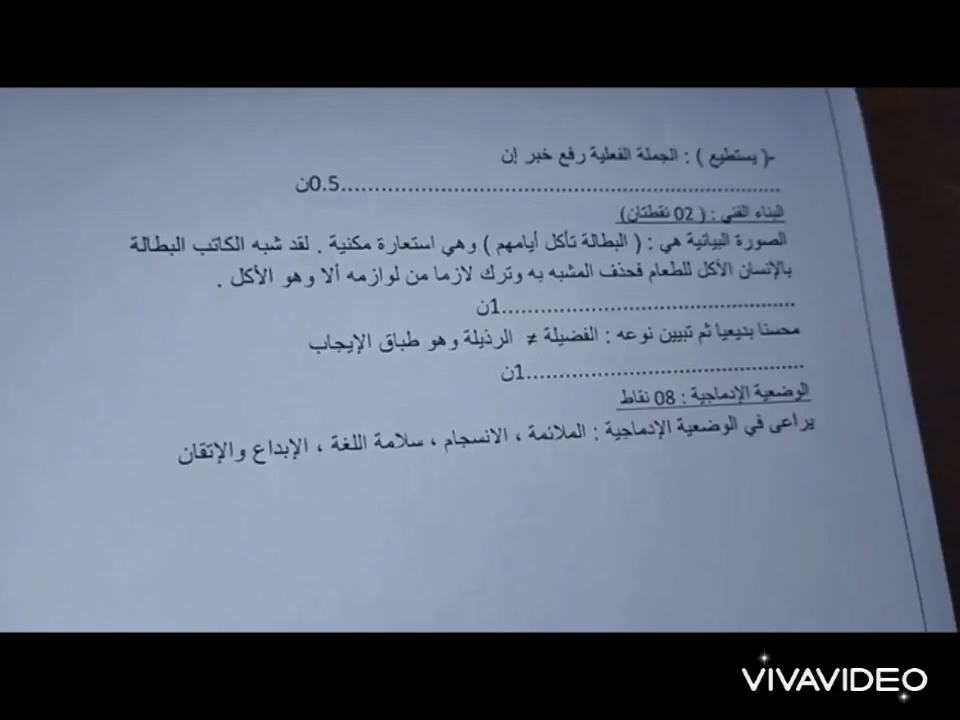 -( يستطيع ) : الجملة الفعلية رفع خبر إن
......................................................................0.5ن
البناء الفني : ( 02 نقطتان)
الصورة البيانية هي : ( البطالة تأكل أيامهم ) وهي استعارة مكنية . لقد شبه الكاتب البطالة
بالإنسان الأكل للطعام فحذف المشبه به وترك لازما من لوازمه ألا وهو الأكل .
..............................................1ن
محسنا بديعيا ثم تبيين نوعه : الفضيلة ≠ الرذيلة وهو طباق الإيجاب
...........................................1ن
الوضعية الإدماجية : 08 نقاط
يراعى في الوضعية الإدماجية : الملائمة ، الانسجام ، سلامة اللغة ، الإبداع والإتقان
VIVAVIDEO